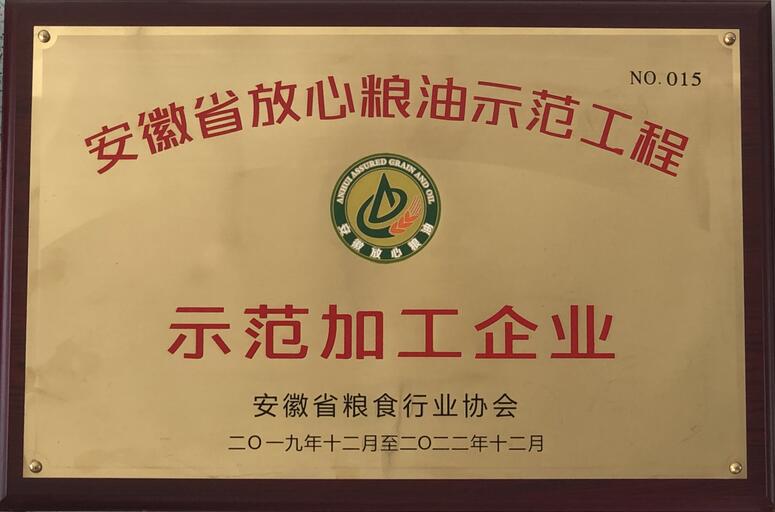 NO. 015
安徽省放心粮油示范工程
ANHUI ASSURED GRAIN AND OIL
安徽放心粮油
示范加工企业
安徽省粮食行业协会
二〇一九年十二月至二〇二二年十二月